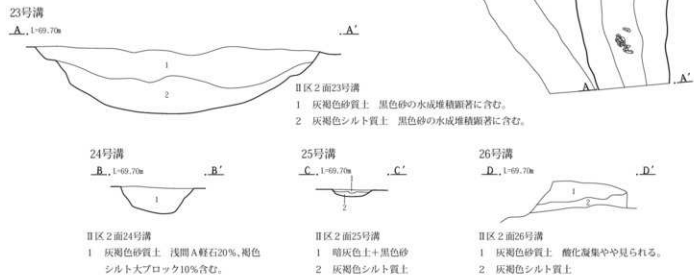 23号溝
A L=69.70m A′
1
2
A A′
Ⅱ区２面23号溝
1 灰褐色砂質土 黒色砂の水成堆積顕著に含む。
2 灰褐色シルト質土 黒色砂の水成堆積顕著に含む。
24号溝
B L=69.70m B′
1
Ⅱ区２面24号溝
1 灰褐色砂質土 浅間Ａ軽石20%、褐色
シルト大ブロック10%含む。
25号溝
C L=69.70m C′
1
2
Ⅱ区２面25号溝
1 暗灰色土＋黒色砂
2 灰褐色シルト質土
26号溝
D L=69.70m D′
1
2
Ⅱ区２面26号溝
1 灰褐色砂質土 酸化凝集やや見られる。
2 灰褐色シルト質土